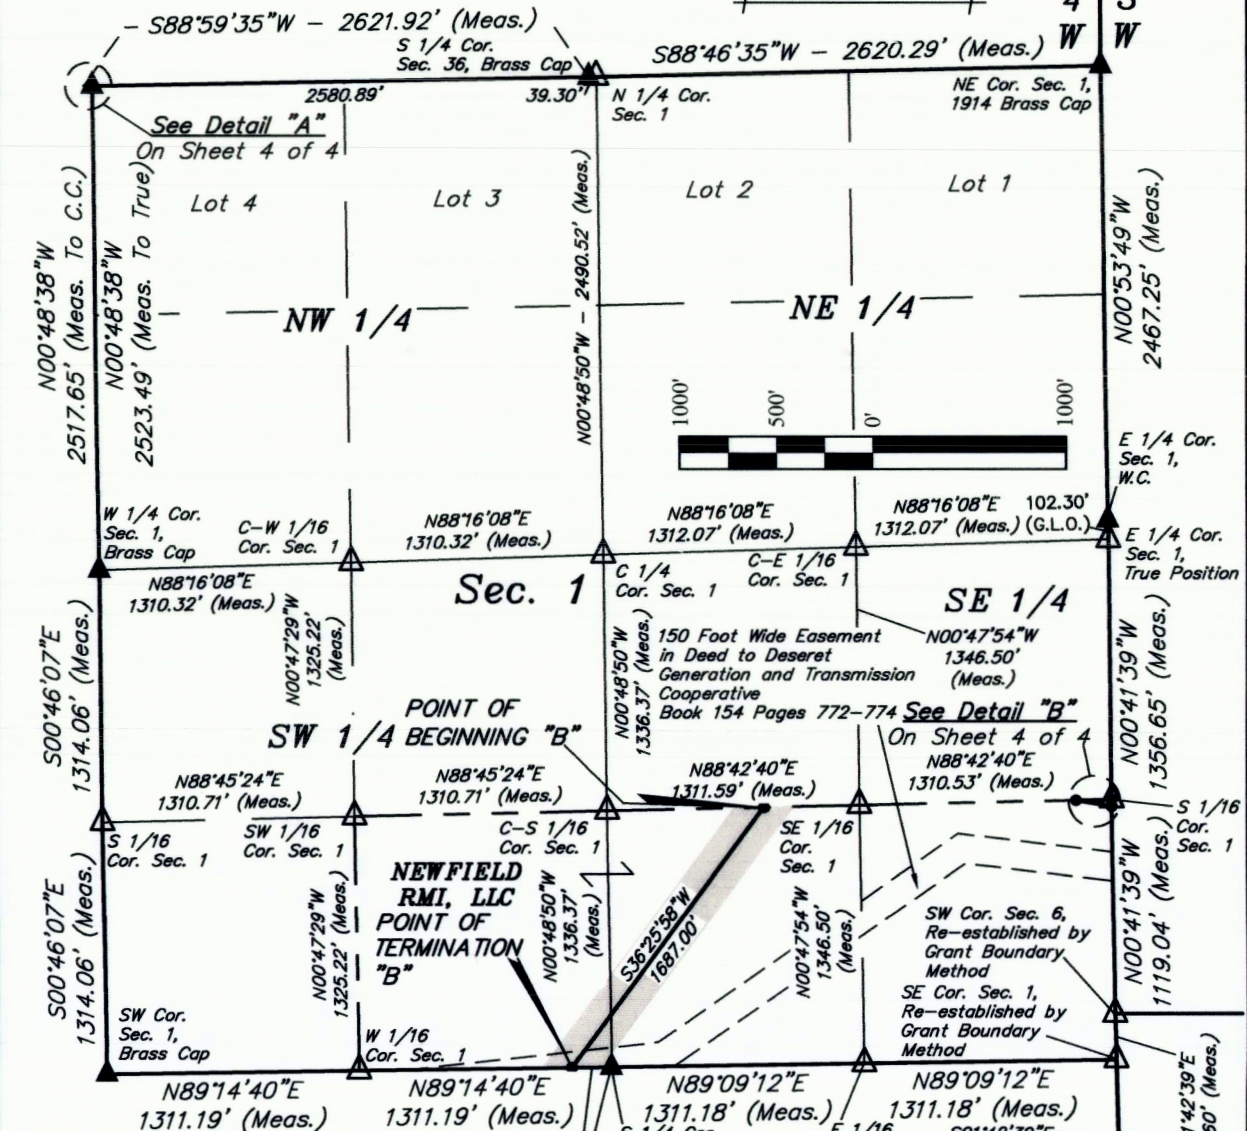 S88°59'35"W - 2621.92' (Meas.)
S 1/4 Cor.
Sec. 36, Brass Cap
S88°46'35"W - 2620.29' (Meas.)
W
W
2580.89'
39.30'
N 1/4 Cor.
Sec. 1
NE Cor. Sec. 1,
1914 Brass Cap
See Detail "A"
On Sheet 4 of 4
Lot 4
Lot 3
Lot 2
Lot 1
N00°48'38"W
2517.65' (Meas. To C.C.)
N00°48'38"W
2523.49' (Meas. To True)
N00°48'50"W - 2490.52' (Meas.)
N00°53'49"W
2467.25' (Meas.)
NW 1/4
NE 1/4
1000'
500'
0'
1000'
E 1/4 Cor.
Sec. 1,
W.C.
W 1/4 Cor.
Sec. 1,
Brass Cap
C-W 1/16
Cor. Sec. 1
N88°16'08"E
1310.32' (Meas.)
N88°16'08"E
1312.07' (Meas.)
N88°16'08"E
1312.07' (Meas.)
102.30'
(G.L.O.)
E 1/4 Cor.
Sec. 1,
True Position
N88°16'08"E
1310.32' (Meas.)
C 1/4
Cor. Sec. 1
C-E 1/16
Cor. Sec. 1
Sec. 1
SE 1/4
S00°46'07"E
1314.06' (Meas.)
N00°47'29"W
1325.22'
(Meas.)
N00°48'50"W
1336.37' (Meas.)
150 Foot Wide Easement
in Deed to Deseret
Generation and Transmission
Cooperative
Book 154 Pages 772-774
N00°47'54"W
1346.50'
(Meas.)
N00°41'39"W
1356.65' (Meas.)
See Detail "B"
On Sheet 4 of 4
SW 1/4
POINT OF
BEGINNING "B"
N88°45'24"E
1310.71' (Meas.)
N88°45'24"E
1310.71' (Meas.)
N88°42'40"E
1311.59' (Meas.)
N88°42'40"E
1310.53' (Meas.)
S 1/16
Cor. Sec. 1
SW 1/16
Cor. Sec. 1
C-S 1/16
Cor. Sec. 1
SE 1/16
Cor.
Sec. 1
S 1/16
Cor.
Sec. 1
NEWFIELD
RMI, LLC
POINT OF
TERMINATION
"B"
S00°46'07"E
1314.06' (Meas.)
N00°47'29"W
1325.22' (Meas.)
N00°48'50"W
1336.37'
(Meas.)
S36°25'58"W
1687.00'
N00°47'54"W
1346.50'
(Meas.)
SW Cor. Sec. 6,
Re-established by
Grant Boundary
Method
SE Cor. Sec. 1,
Re-established by
Grant Boundary
Method
N00°41'39"W
1119.04' (Meas.)
SW Cor.
Sec. 1,
Brass Cap
W 1/16
Cor. Sec. 1
N89°14'40"E
1311.19' (Meas.)
N89°14'40"E
1311.19' (Meas.)
N89°09'12"E
1311.18' (Meas.)
N89°09'12"E
1311.18' (Meas.)
1°42'39"E
60' (Meas.)